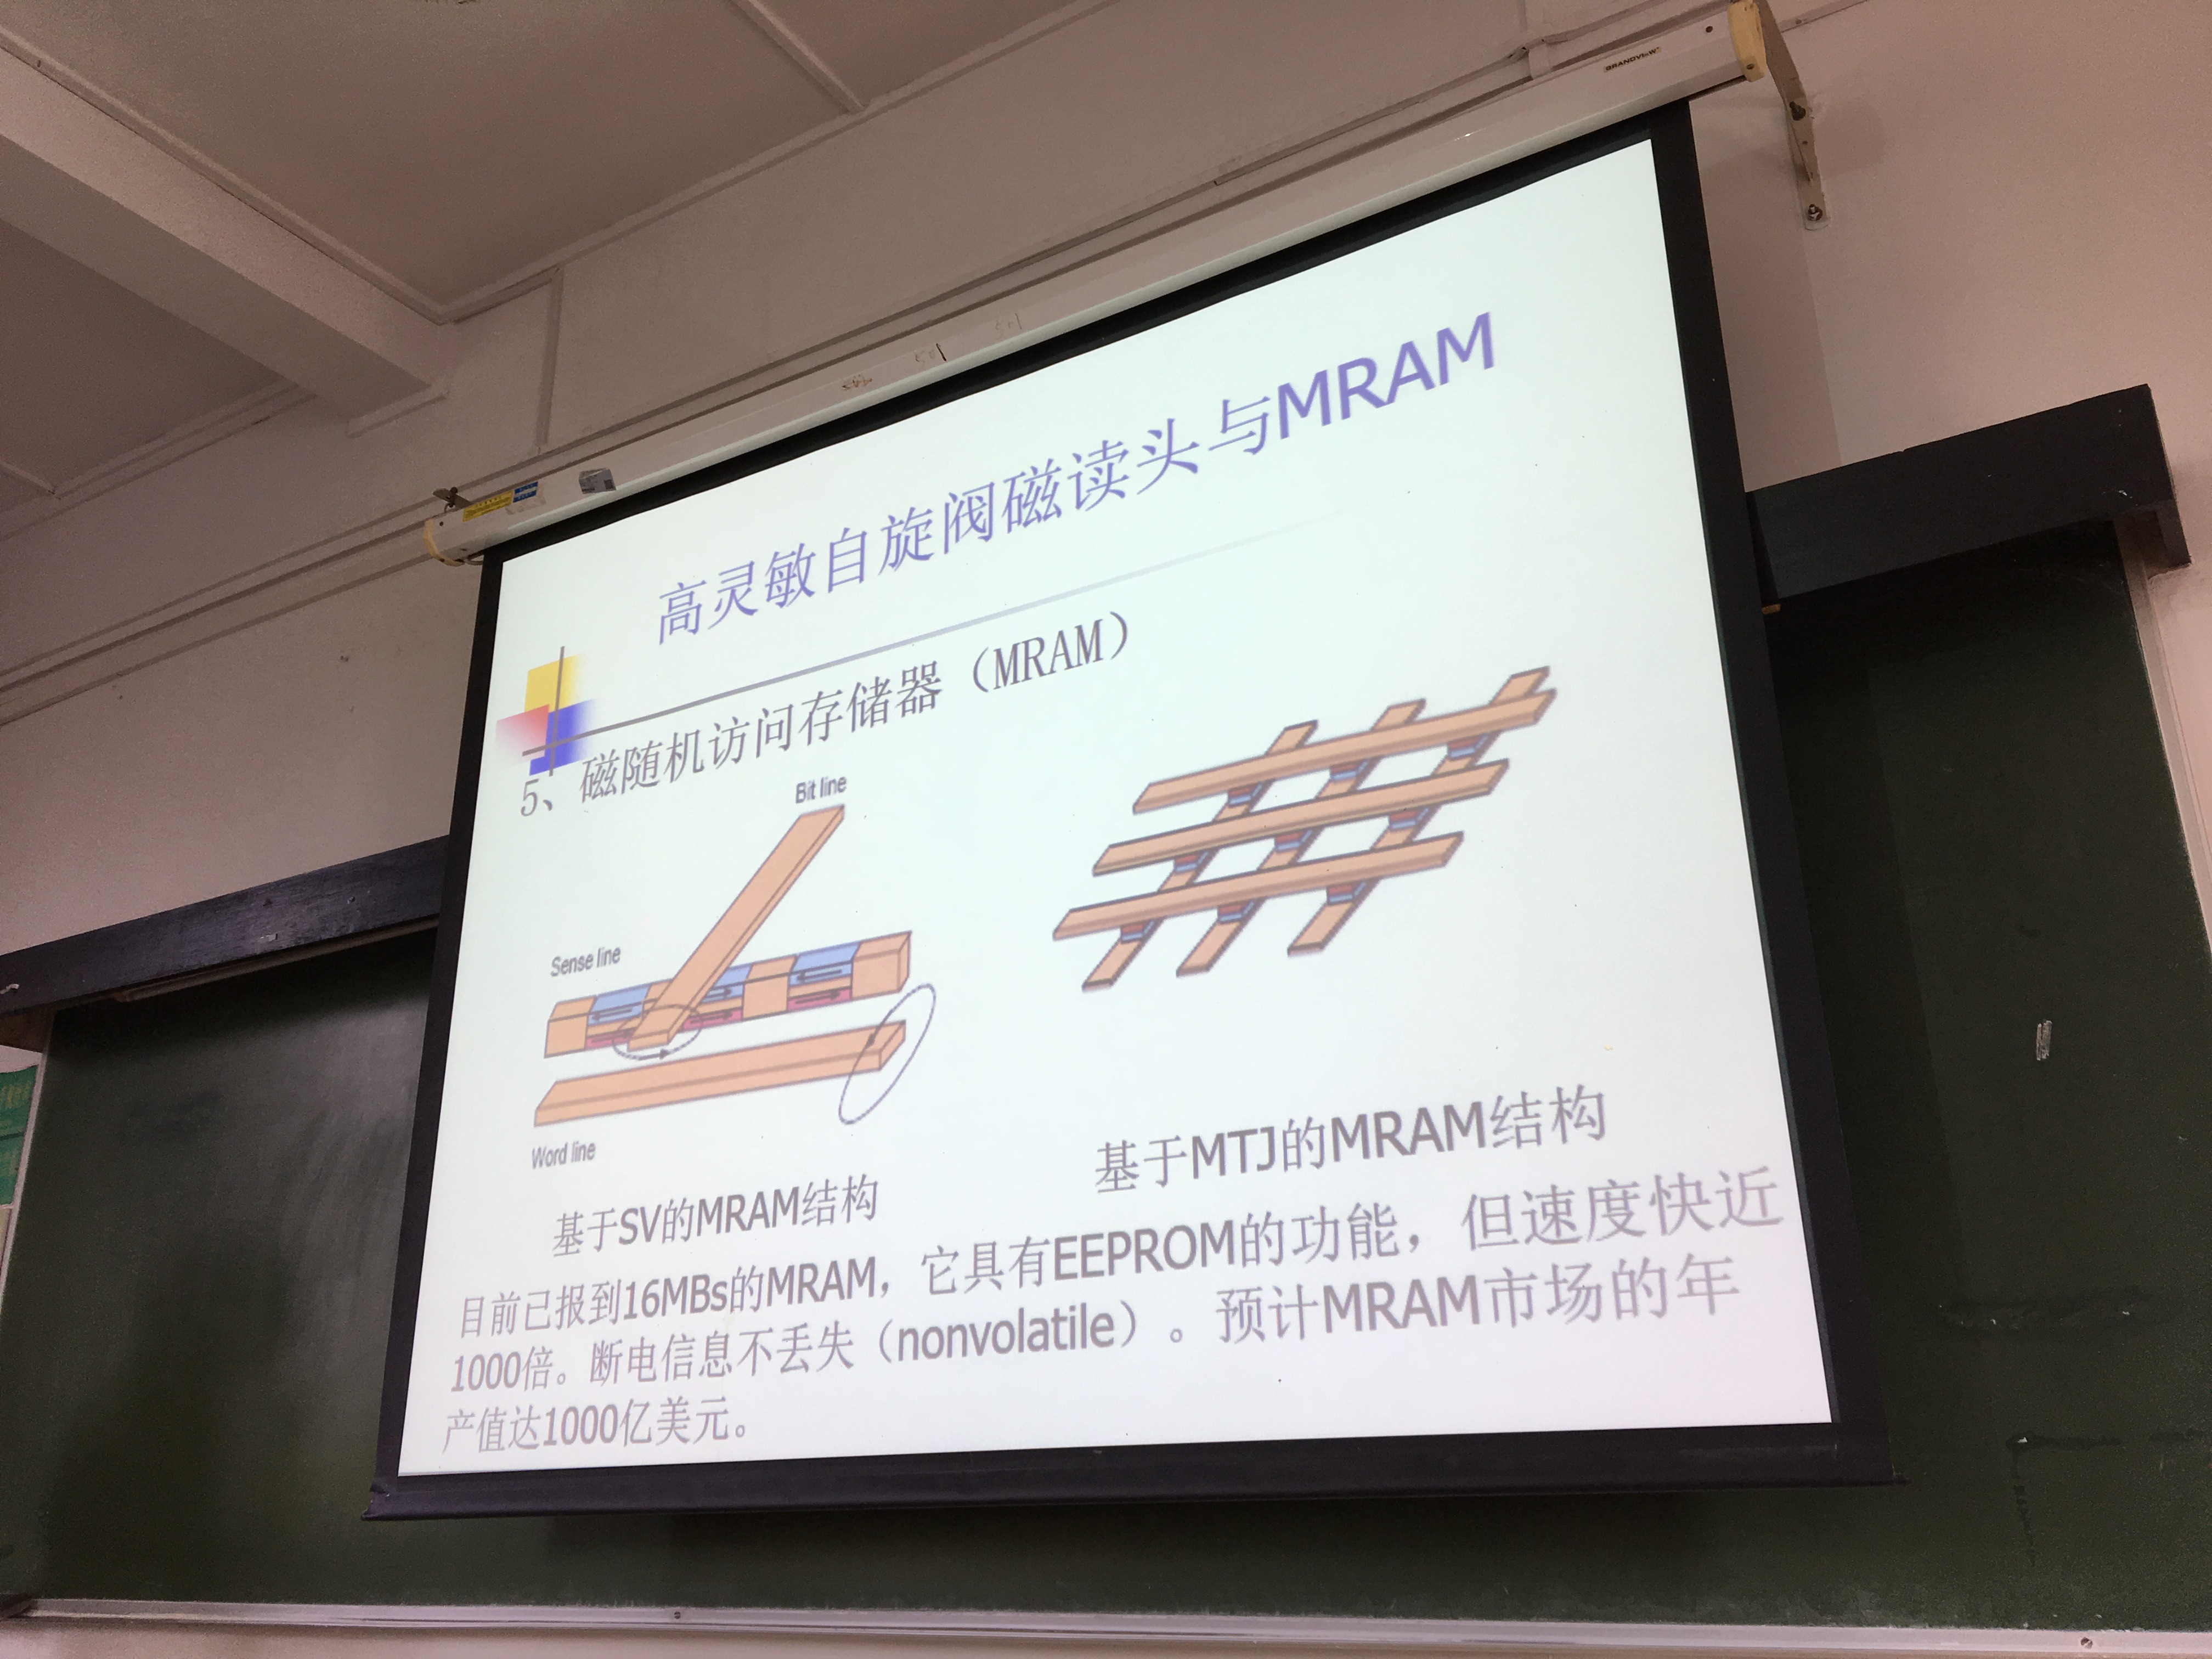 BRANDVIEW
高灵敏自旋阀磁读头与MRAM
5、磁随机访问存储器（MRAM）
Bit line
Sense line
Word line
基于SV的MRAM结构
基于MTJ的MRAM结构
目前已报到16MBs的MRAM，它具有EEPROM的功能，但速度快近
1000倍。断电信息不丢失（nonvolatile）。预计MRAM市场的年
产值达1000亿美元。